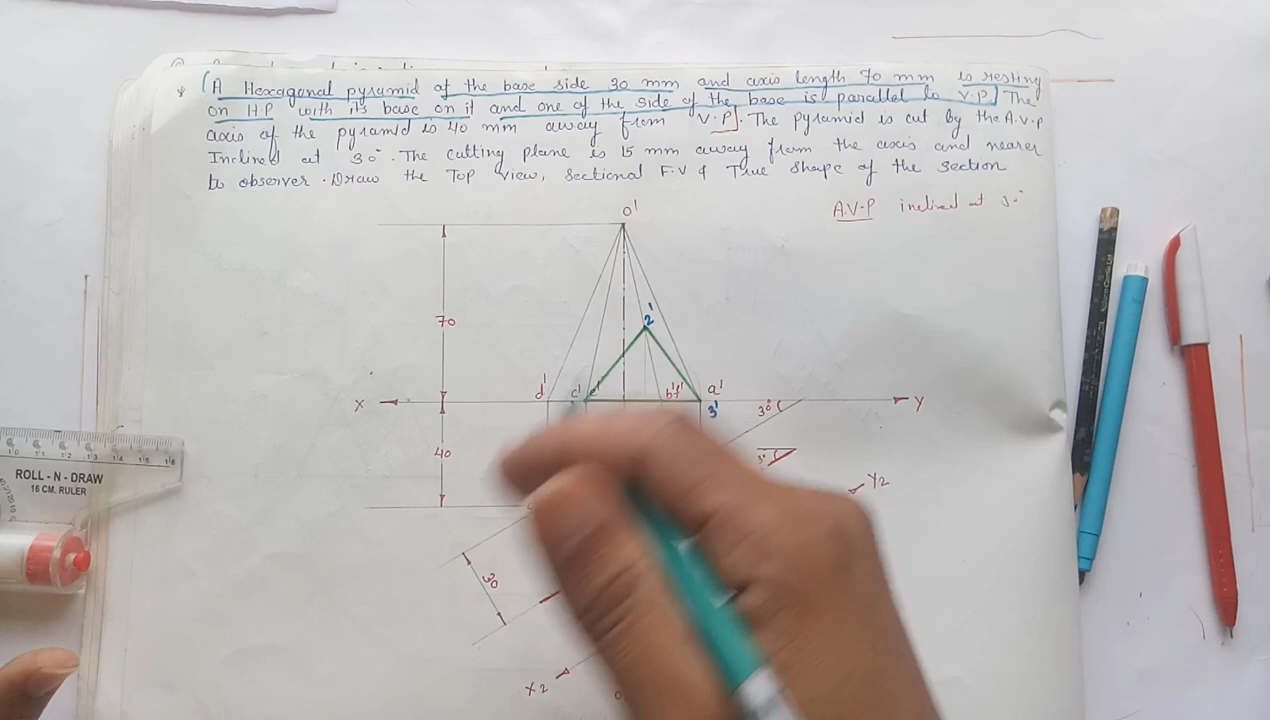 (A Hexagonal pyramid of the base side 30 mm and axis length 70 mm is resting
on H.P with its base on it and one of the side of the base is parallel to V.P] The
axis of the pyramid is 40 mm away from V.P]. The pyramid is cut by the A.V.P
Inclined at 30°. The cutting plane is 15 mm away from the axis and nearer
to observer. Draw the Top View, Sectional F.V & True Shape of the section
A.V.P inclined at 30°
o'
70
2'
d' c' e' b' f' a'
X Y
3'
30°
40
30
Y2
X2
ROLL-N-DRAW
16 CM. RULER